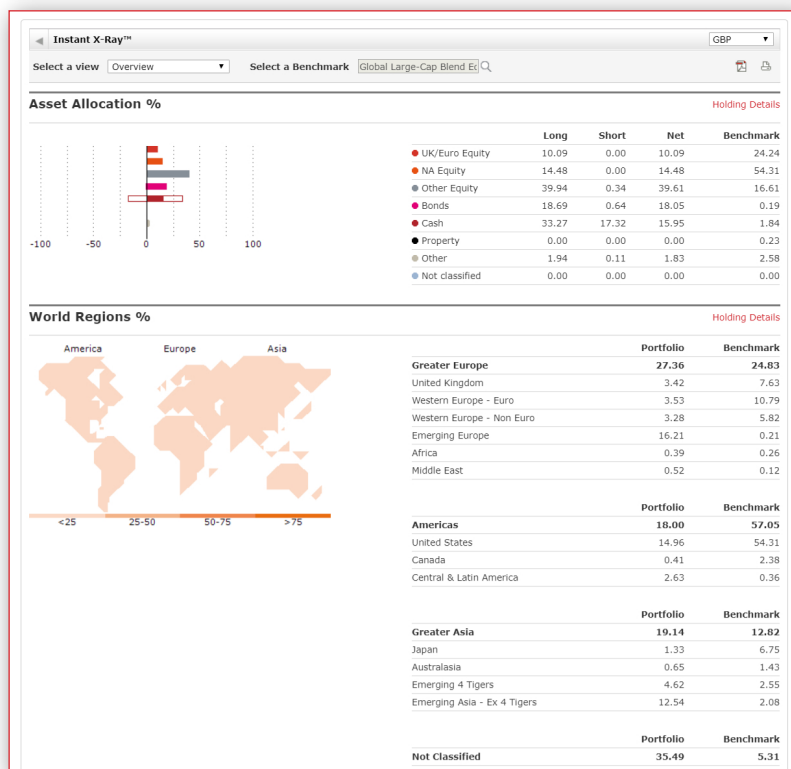 Instant X-Ray™
GBP
Select a view Overview Select a Benchmark Global Large-Cap Blend Ec
Asset Allocation % Holding Details
Long Short Net Benchmark
UK/Euro Equity 10.09 0.00 10.09 24.24
NA Equity 14.48 0.00 14.48 54.31
Other Equity 39.94 0.34 39.61 16.61
Bonds 18.69 0.64 18.05 0.19
Cash 33.27 17.32 15.95 1.84
Property 0.00 0.00 0.00 0.23
Other 1.94 0.11 1.83 2.58
Not classified 0.00 0.00 0.00 0.00
-100 -50 0 50 100
World Regions % Holding Details
America Europe Asia
<25 25-50 50-75 >75
Portfolio Benchmark
Greater Europe 27.36 24.83
United Kingdom 3.42 7.63
Western Europe - Euro 3.53 10.79
Western Europe - Non Euro 3.28 5.82
Emerging Europe 16.21 0.21
Africa 0.39 0.26
Middle East 0.52 0.12
Portfolio Benchmark
Americas 18.00 57.05
United States 14.96 54.31
Canada 0.41 2.38
Central & Latin America 2.63 0.36
Portfolio Benchmark
Greater Asia 19.14 12.82
Japan 1.33 6.75
Australasia 0.65 1.43
Emerging 4 Tigers 4.62 2.55
Emerging Asia - Ex 4 Tigers 12.54 2.08
Portfolio Benchmark
Not Classified 35.49 5.31